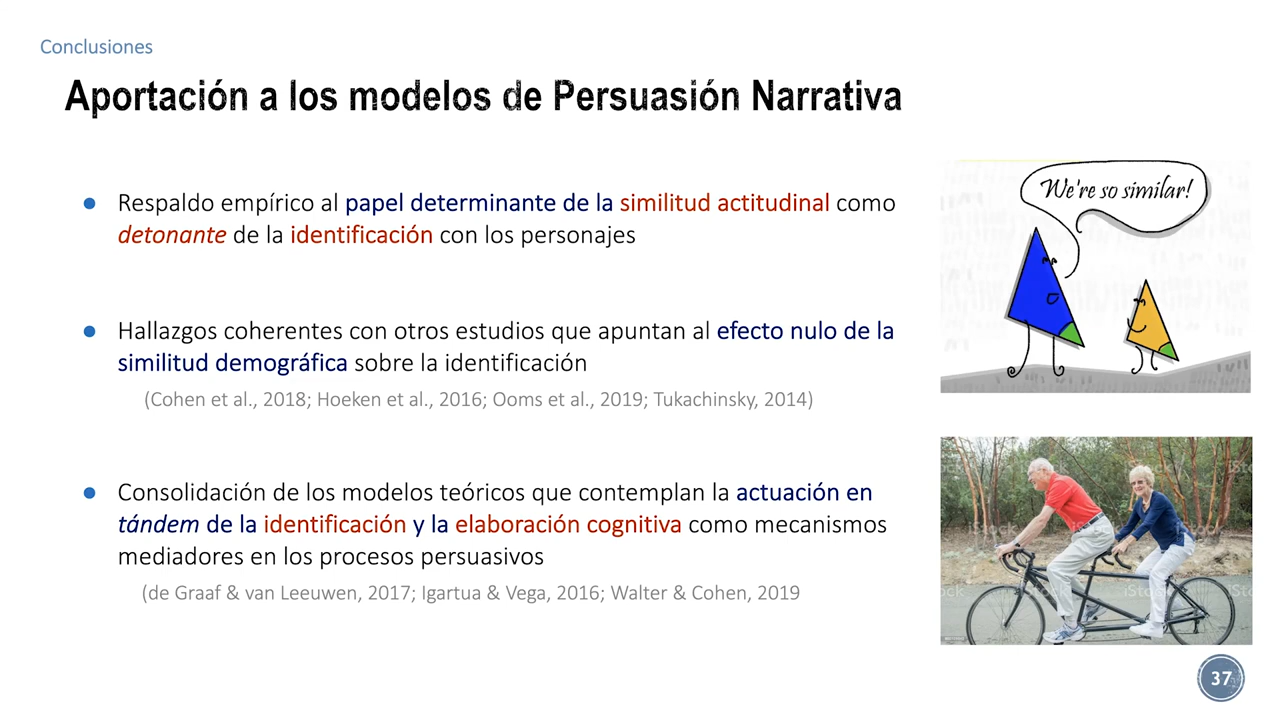 Conclusiones
Aportación a los modelos de Persuasión Narrativa
● Respaldo empírico al papel determinante de la similitud actitudinal como
detonante de la identificación con los personajes
We're so similar!
● Hallazgos coherentes con otros estudios que apuntan al efecto nulo de la
similitud demográfica sobre la identificación
(Cohen et al., 2018; Hoeken et al., 2016; Ooms et al., 2019; Tukachinsky, 2014)
● Consolidación de los modelos teóricos que contemplan la actuación en
tándem de la identificación y la elaboración cognitiva como mecanismos
mediadores en los procesos persuasivos
(de Graaf & van Leeuwen, 2017; Igartua & Vega, 2016; Walter & Cohen, 2019
iStock
37